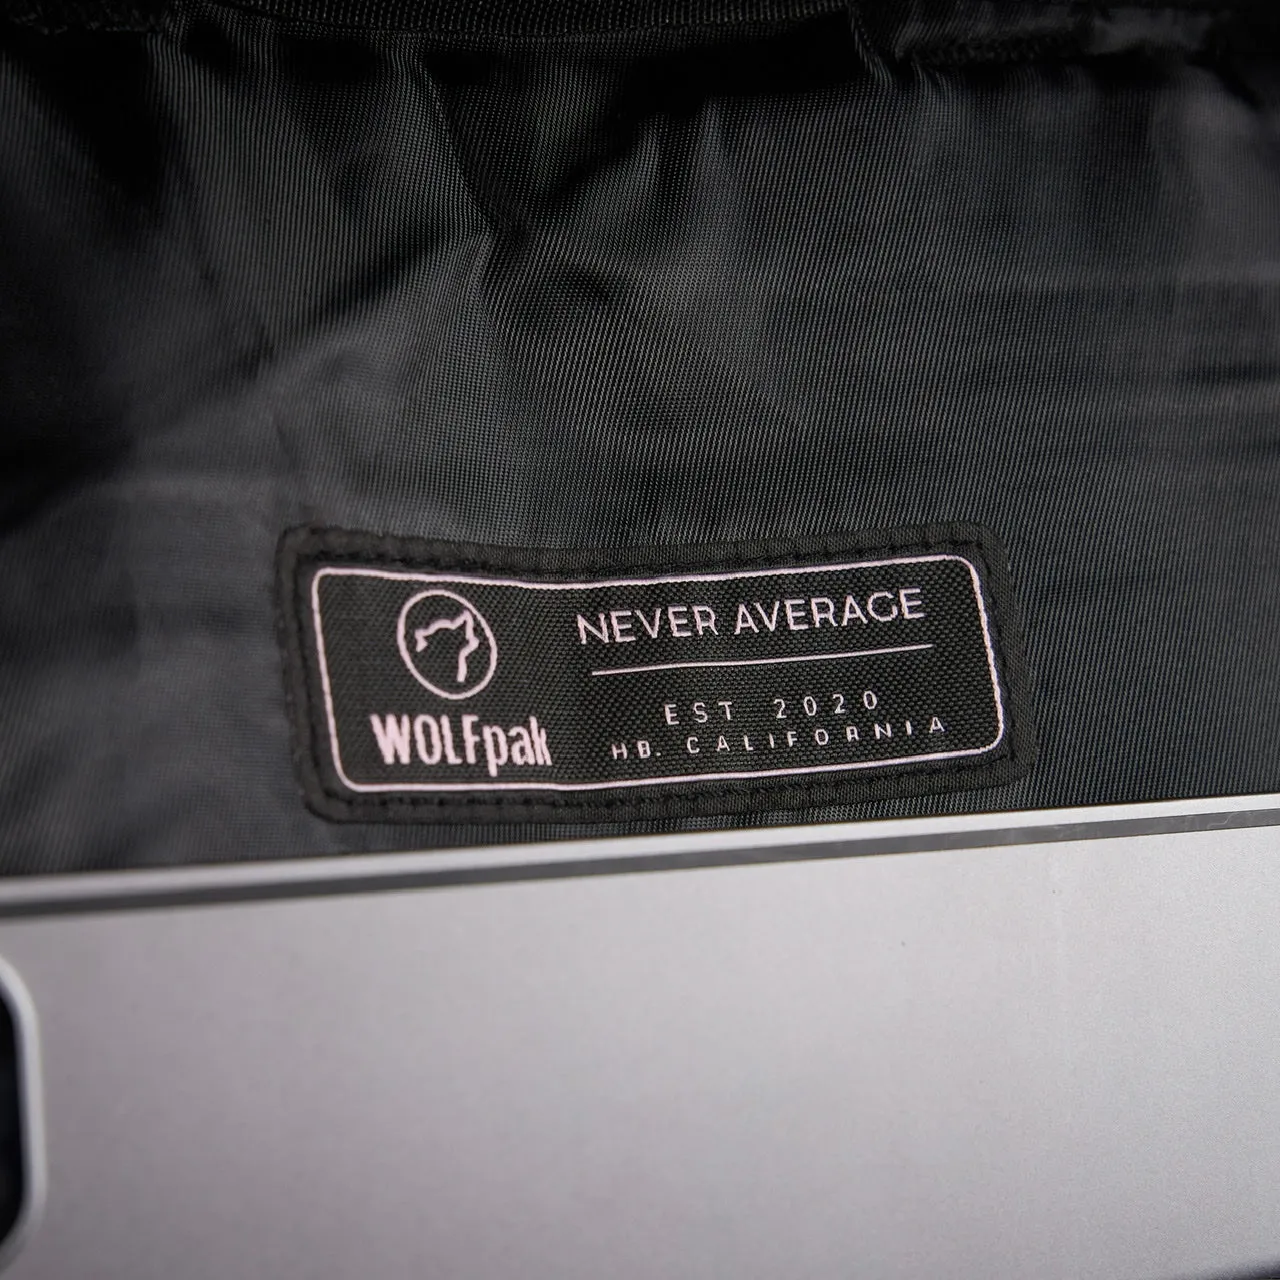 WOLFpak
NEVER AVERAGE
EST 2020
HB. CALIFORNIA